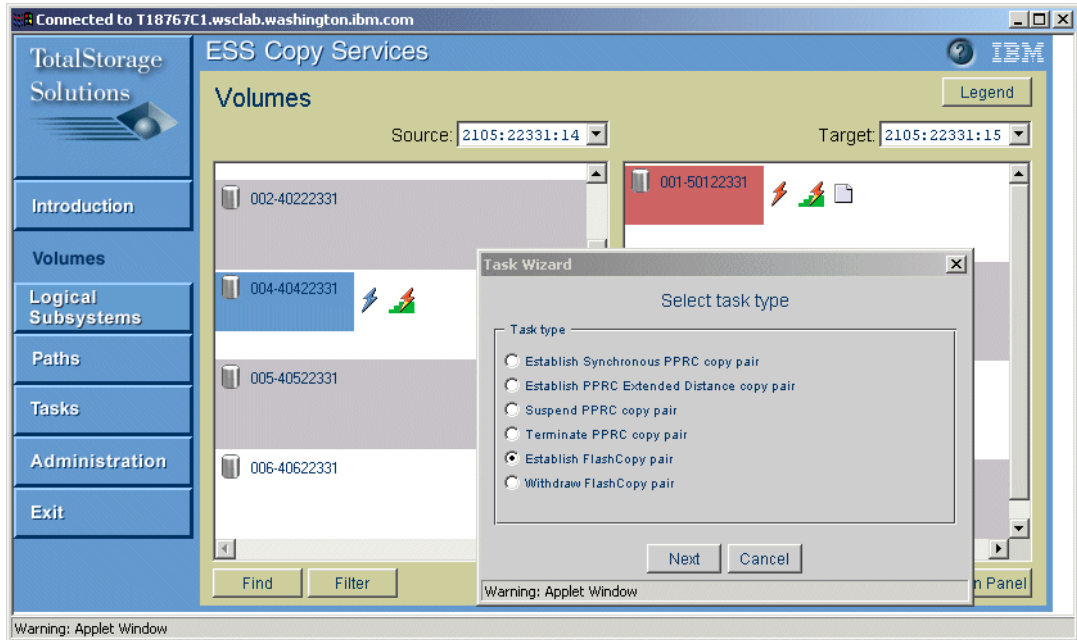 Connected to T18767C1.wsclab.washington.ibm.com
TotalStorage
Solutions
ESS Copy Services
IBM
Volumes
Legend
Source: 2105:22331:14
Target: 2105:22331:15
Introduction
Volumes
Logical
Subsystems
Paths
Tasks
Administration
Exit
002-40222331
004-40422331
005-40522331
006-40622331
001-50122331
Task Wizard
Select task type
Task type
Establish Synchronous PPRC copy pair
Establish PPRC Extended Distance copy pair
Suspend PPRC copy pair
Terminate PPRC copy pair
Establish FlashCopy pair
Withdraw FlashCopy pair
Next
Cancel
Warning: Applet Window
Find
Filter
n Panel
Warning: Applet Window